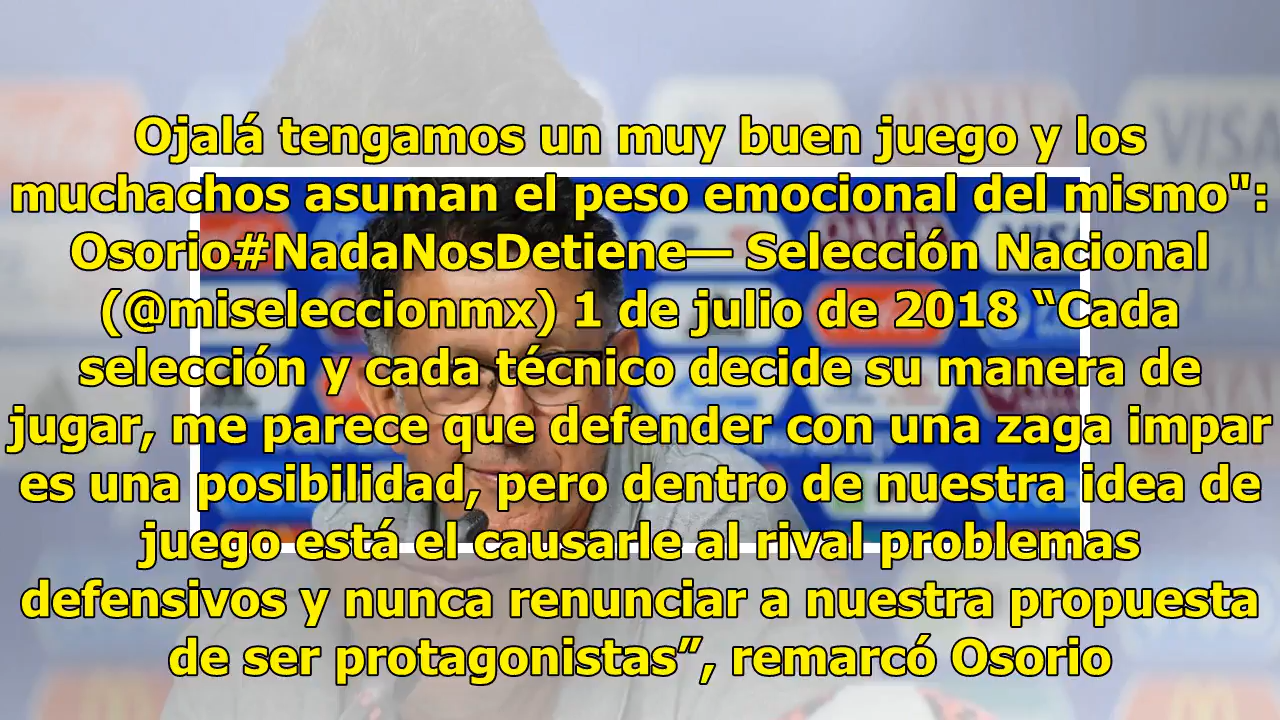 Ojalá tengamos un muy buen juego y los
muchachos asuman el peso emocional del mismo":
Osorio#NadaNosDetiene— Selección Nacional
(@miseleccionmx) 1 de julio de 2018 “Cada
selección y cada técnico decide su manera de
jugar, me parece que defender con una zaga impar
es una posibilidad, pero dentro de nuestra idea de
juego está el causarle al rival problemas
defensivos y nunca renunciar a nuestra propuesta
de ser protagonistas”, remarcó Osorio
VISA